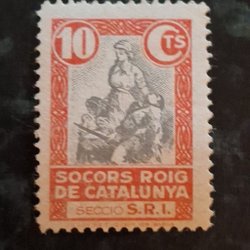 10 CTS
SOCORS ROIG
DE CATALUNYA
SECCIÓ S.R.I.